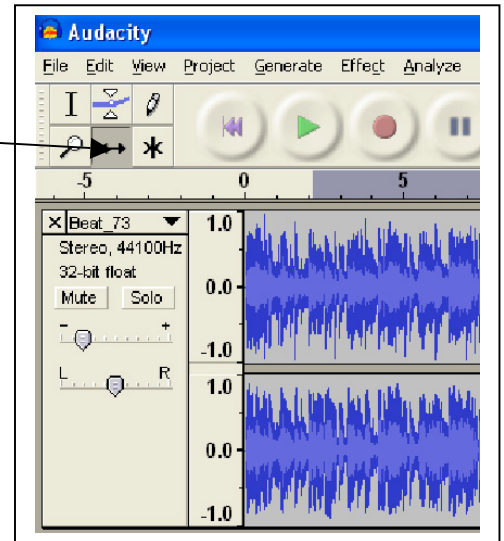 Audacity
File Edit View Project Generate Effect Analyze
-5 0 5
X Beat_73
Stereo, 44100Hz
32-bit float
Mute Solo
- +
L R
1.0
0.0
-1.0
1.0
0.0
-1.0